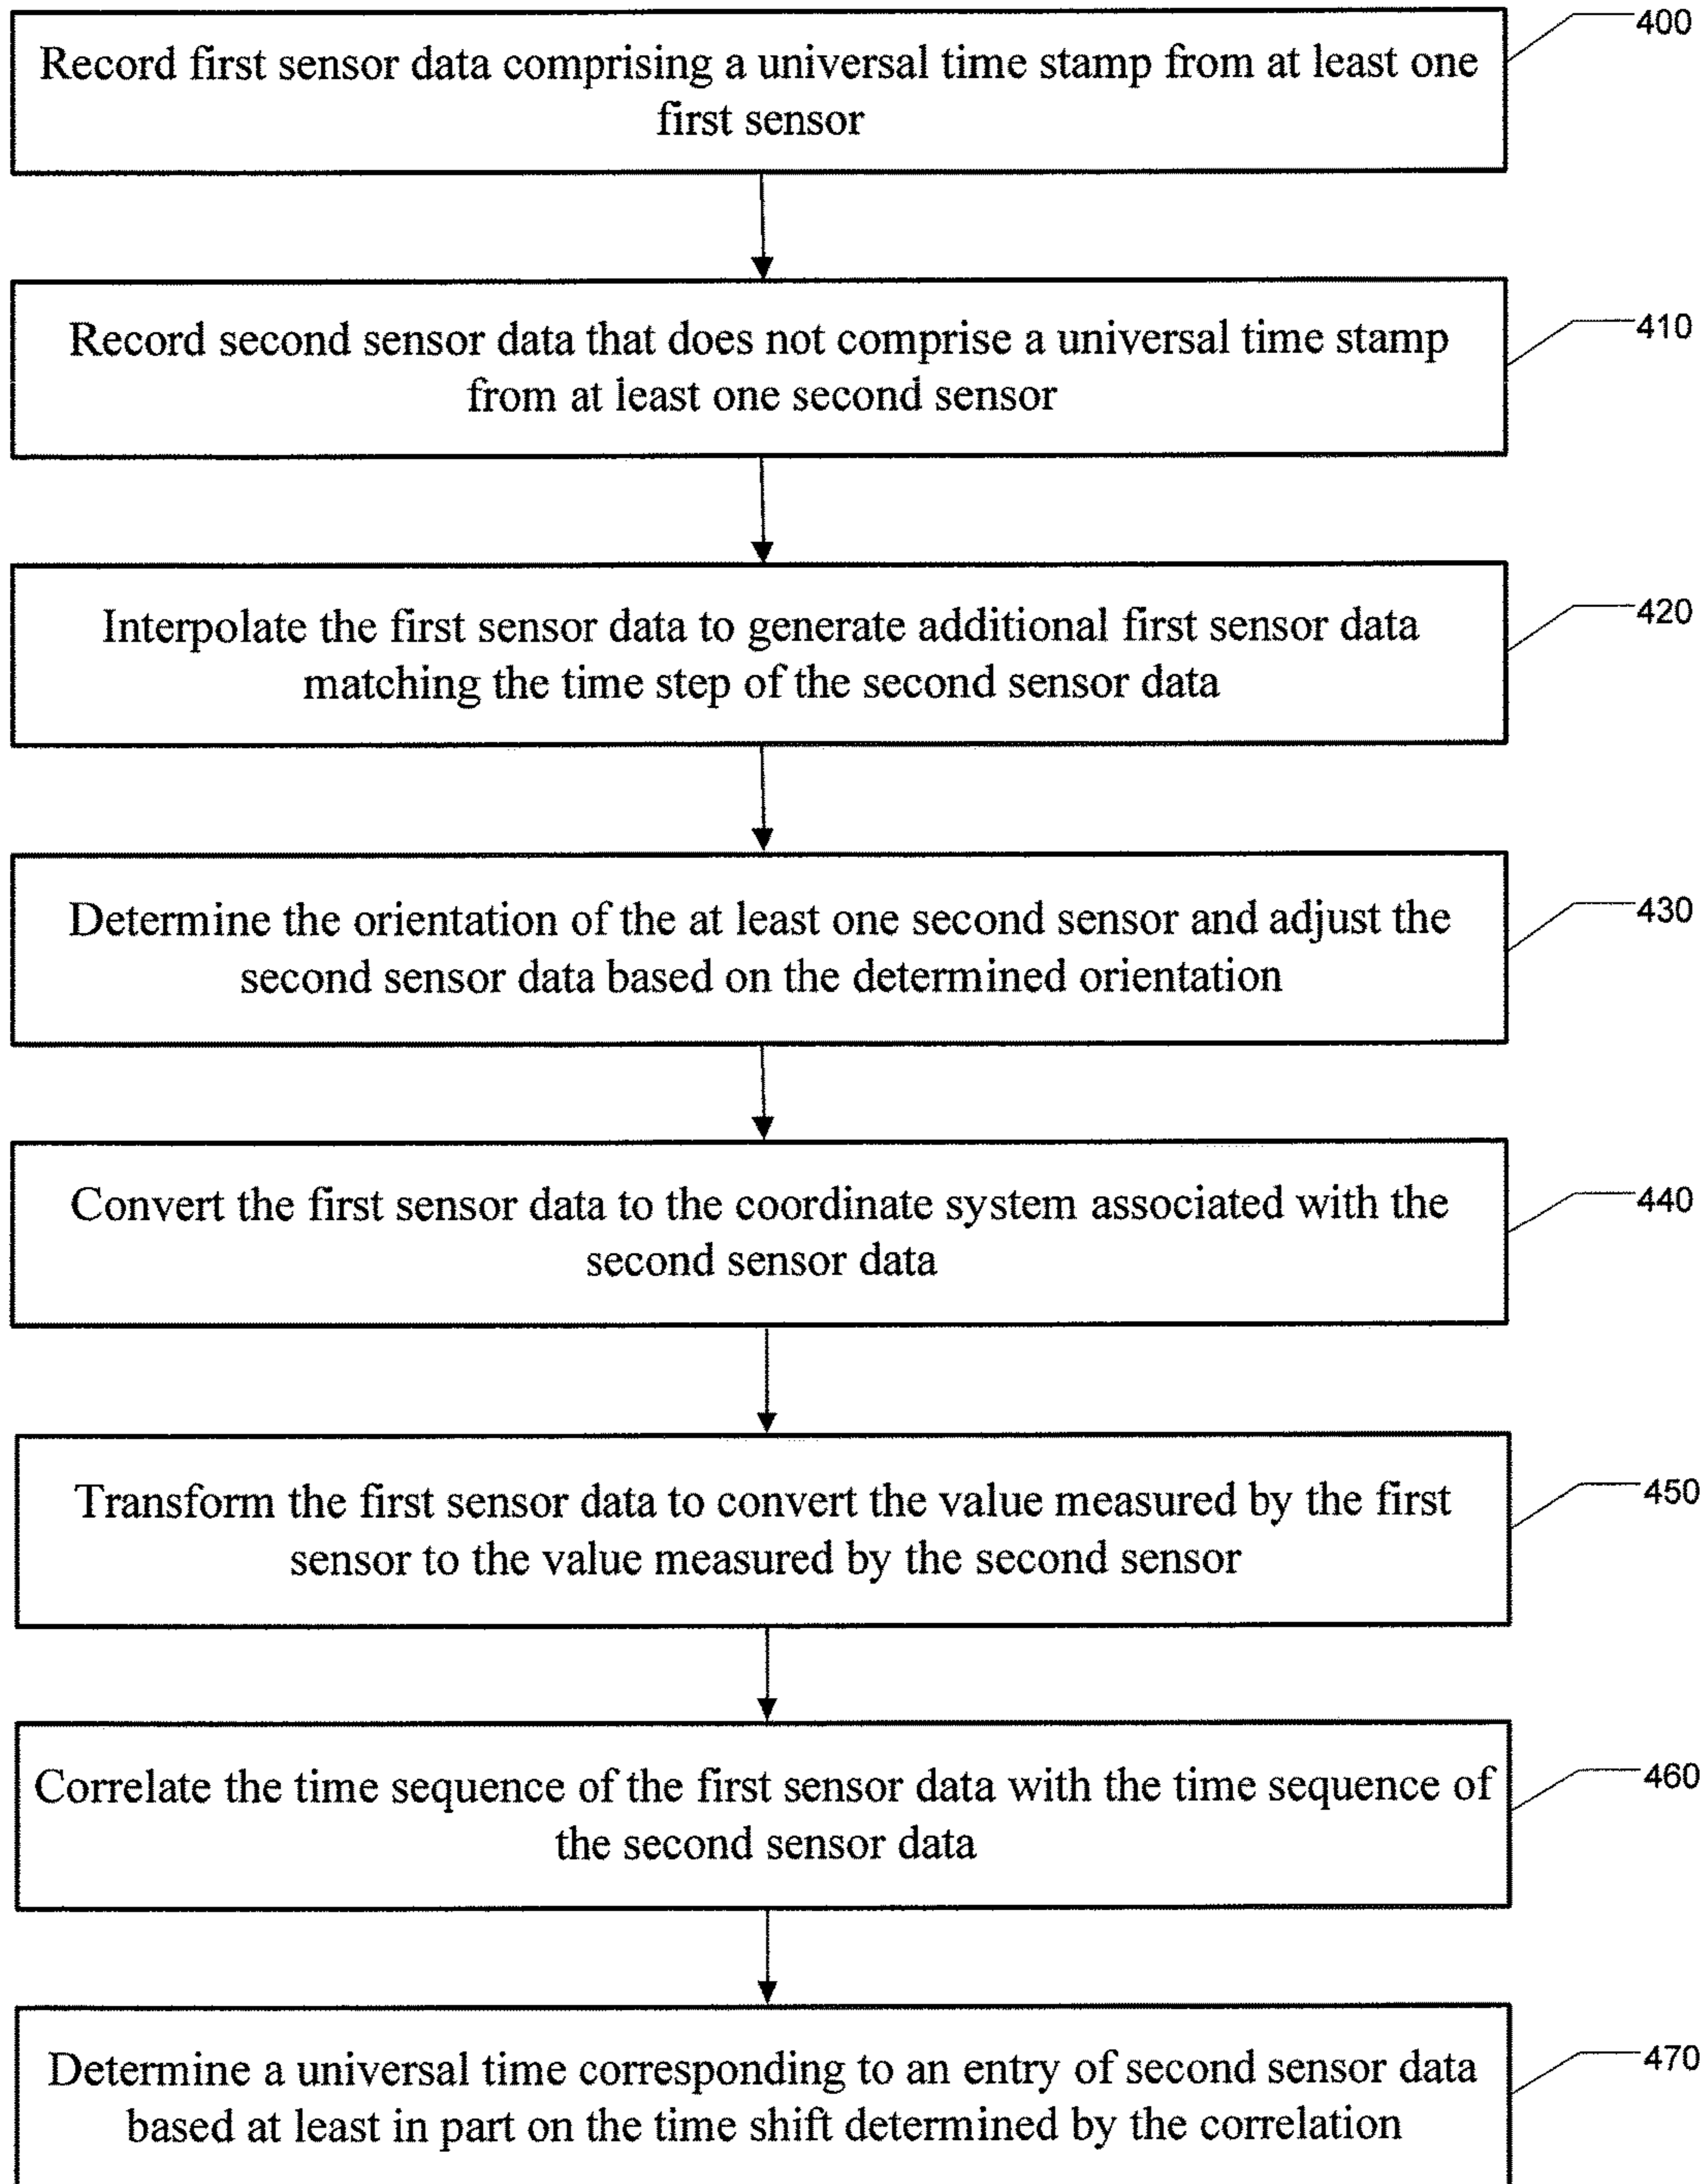 400
Record first sensor data comprising a universal time stamp from at least one
first sensor
410
Record second sensor data that does not comprise a universal time stamp
from at least one second sensor
420
Interpolate the first sensor data to generate additional first sensor data
matching the time step of the second sensor data
430
Determine the orientation of the at least one second sensor and adjust the
second sensor data based on the determined orientation
440
Convert the first sensor data to the coordinate system associated with the
second sensor data
450
Transform the first sensor data to convert the value measured by the first
sensor to the value measured by the second sensor
460
Correlate the time sequence of the first sensor data with the time sequence of
the second sensor data
470
Determine a universal time corresponding to an entry of second sensor data
based at least in part on the time shift determined by the correlation